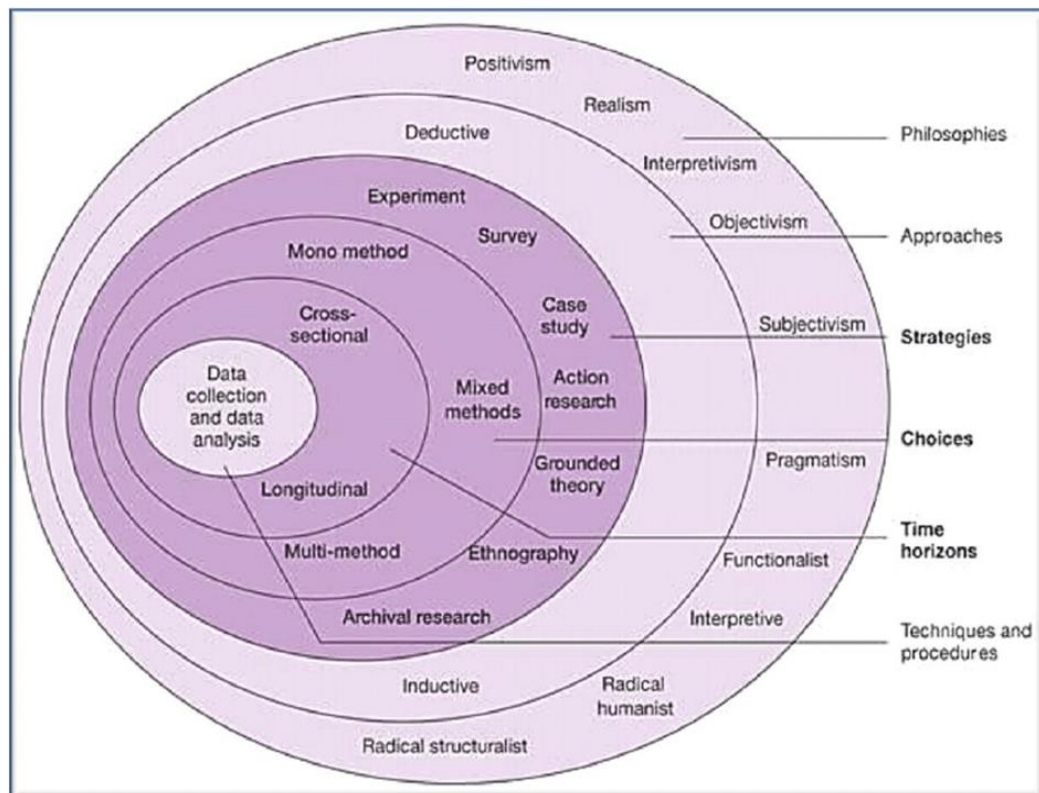 Positivism
Realism
Philosophies
Deductive
Interpretivism
Experiment
Objectivism
Approaches
Survey
Mono method
Case
study
Cross-
sectional
Subjectivism
Strategies
Data
collection
and data
analysis
Mixed
methods
Action
research
Choices
Grounded
theory
Pragmatism
Longitudinal
Time
horizons
Multi-method
Ethnography
Functionalist
Archival research
Interpretive
Techniques and
procedures
Inductive
Radical
humanist
Radical structuralist